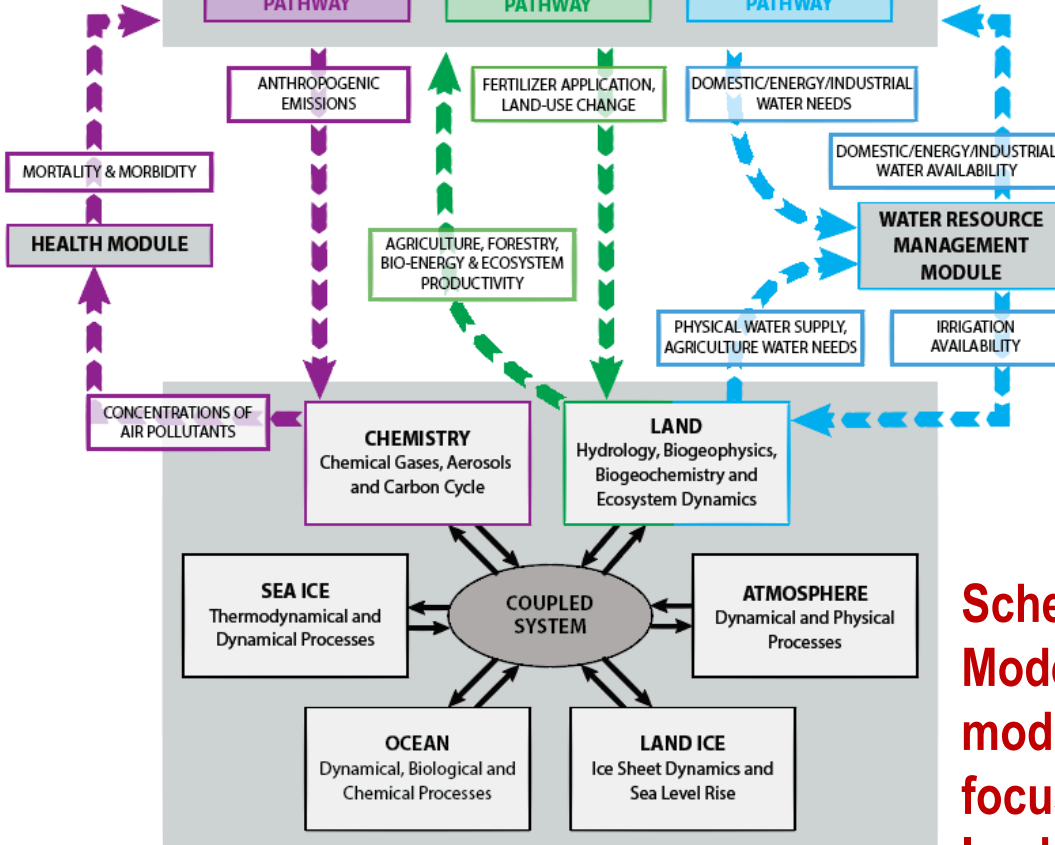 PATHWAY
PATHWAY
PATHWAY
ANTHROPOGENIC
EMISSIONS
FERTILIZER APPLICATION,
LAND-USE CHANGE
DOMESTIC/ENERGY/INDUSTRIAL
WATER NEEDS
MORTALITY & MORBIDITY
DOMESTIC/ENERGY/INDUSTRIAL
WATER AVAILABILITY
HEALTH MODULE
AGRICULTURE, FORESTRY,
BIO-ENERGY & ECOSYSTEM
PRODUCTIVITY
WATER RESOURCE
MANAGEMENT
MODULE
PHYSICAL WATER SUPPLY,
AGRICULTURE WATER NEEDS
IRRIGATION
AVAILABILITY
CONCENTRATIONS OF
AIR POLLUTANTS
CHEMISTRY
Chemical Gases, Aerosols
and Carbon Cycle
LAND
Hydrology, Biogeophysics,
Biogeochemistry and
Ecosystem Dynamics
SEA ICE
Thermodynamical and
Dynamical Processes
COUPLED
SYSTEM
ATMOSPHERE
Dynamical and Physical
Processes
OCEAN
Dynamical, Biological and
Chemical Processes
LAND ICE
Ice Sheet Dynamics and
Sea Level Rise
Sche
Mod
mod
focu